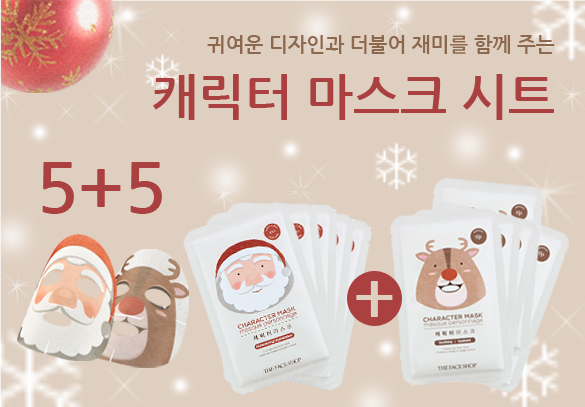 귀여운 디자인과 더불어 재미를 함께 주는
캐릭터 마스크 시트
5+5
CHARACTER MASK
masque personnage
캐릭터마스크
THE FACE SHOP
+
CHARACTER MASK
masque personnage
캐릭터마스크
THE FACE SHOP